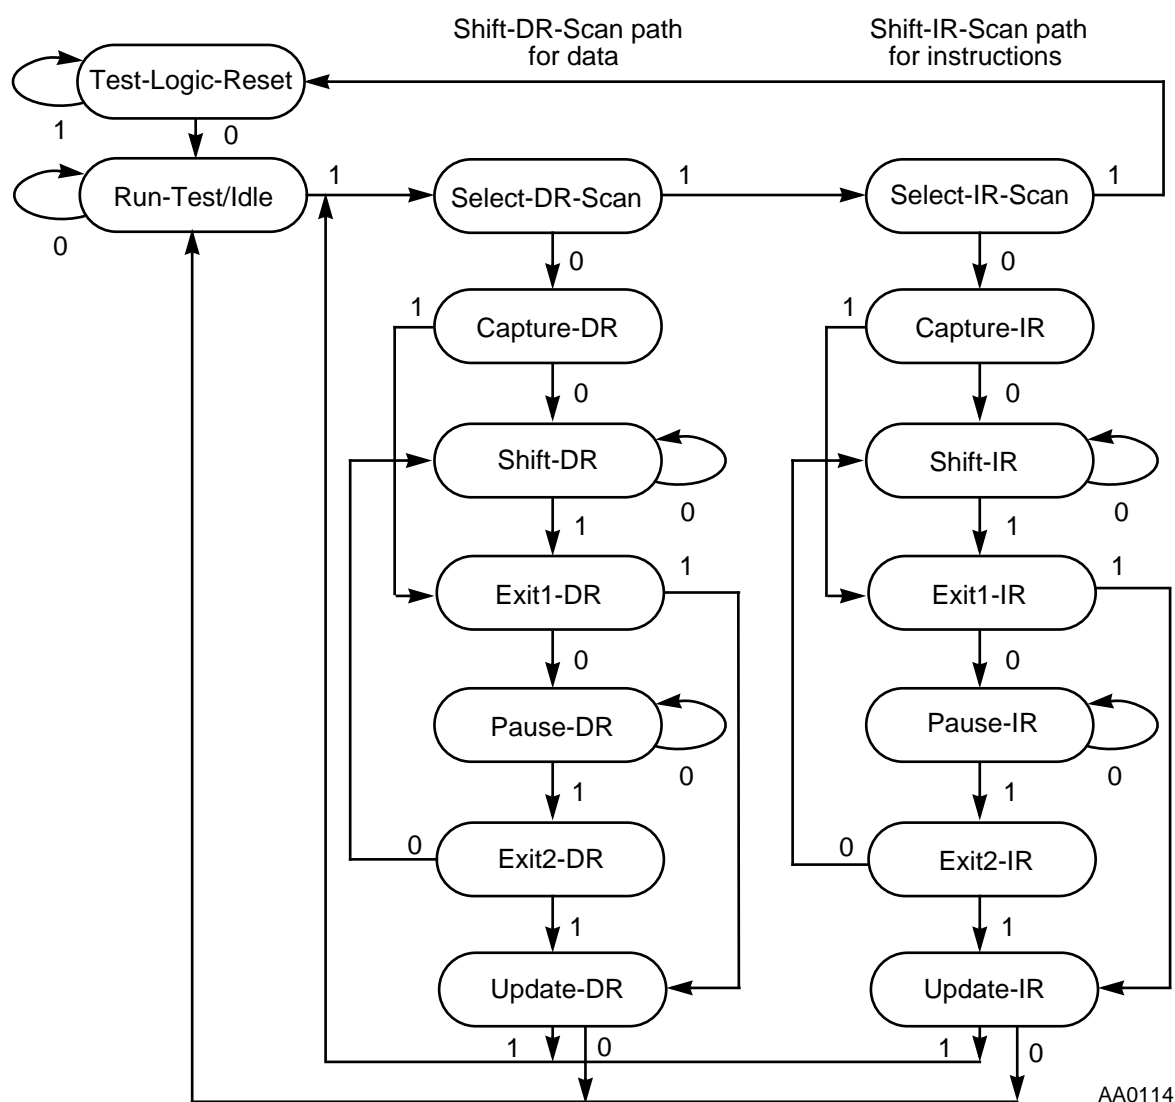 Shift-DR-Scan path
for data
Shift-IR-Scan path
for instructions
Test-Logic-Reset
1
0
Run-Test/Idle
0
1
Select-DR-Scan
1
Select-IR-Scan
1
0
0
1
Capture-DR
1
Capture-IR
0
0
Shift-DR
0
Shift-IR
0
1
1
Exit1-DR
1
Exit1-IR
1
0
0
Pause-DR
0
Pause-IR
0
1
1
0
Exit2-DR
0
Exit2-IR
1
1
Update-DR
Update-IR
1
0
1
0
AA0114